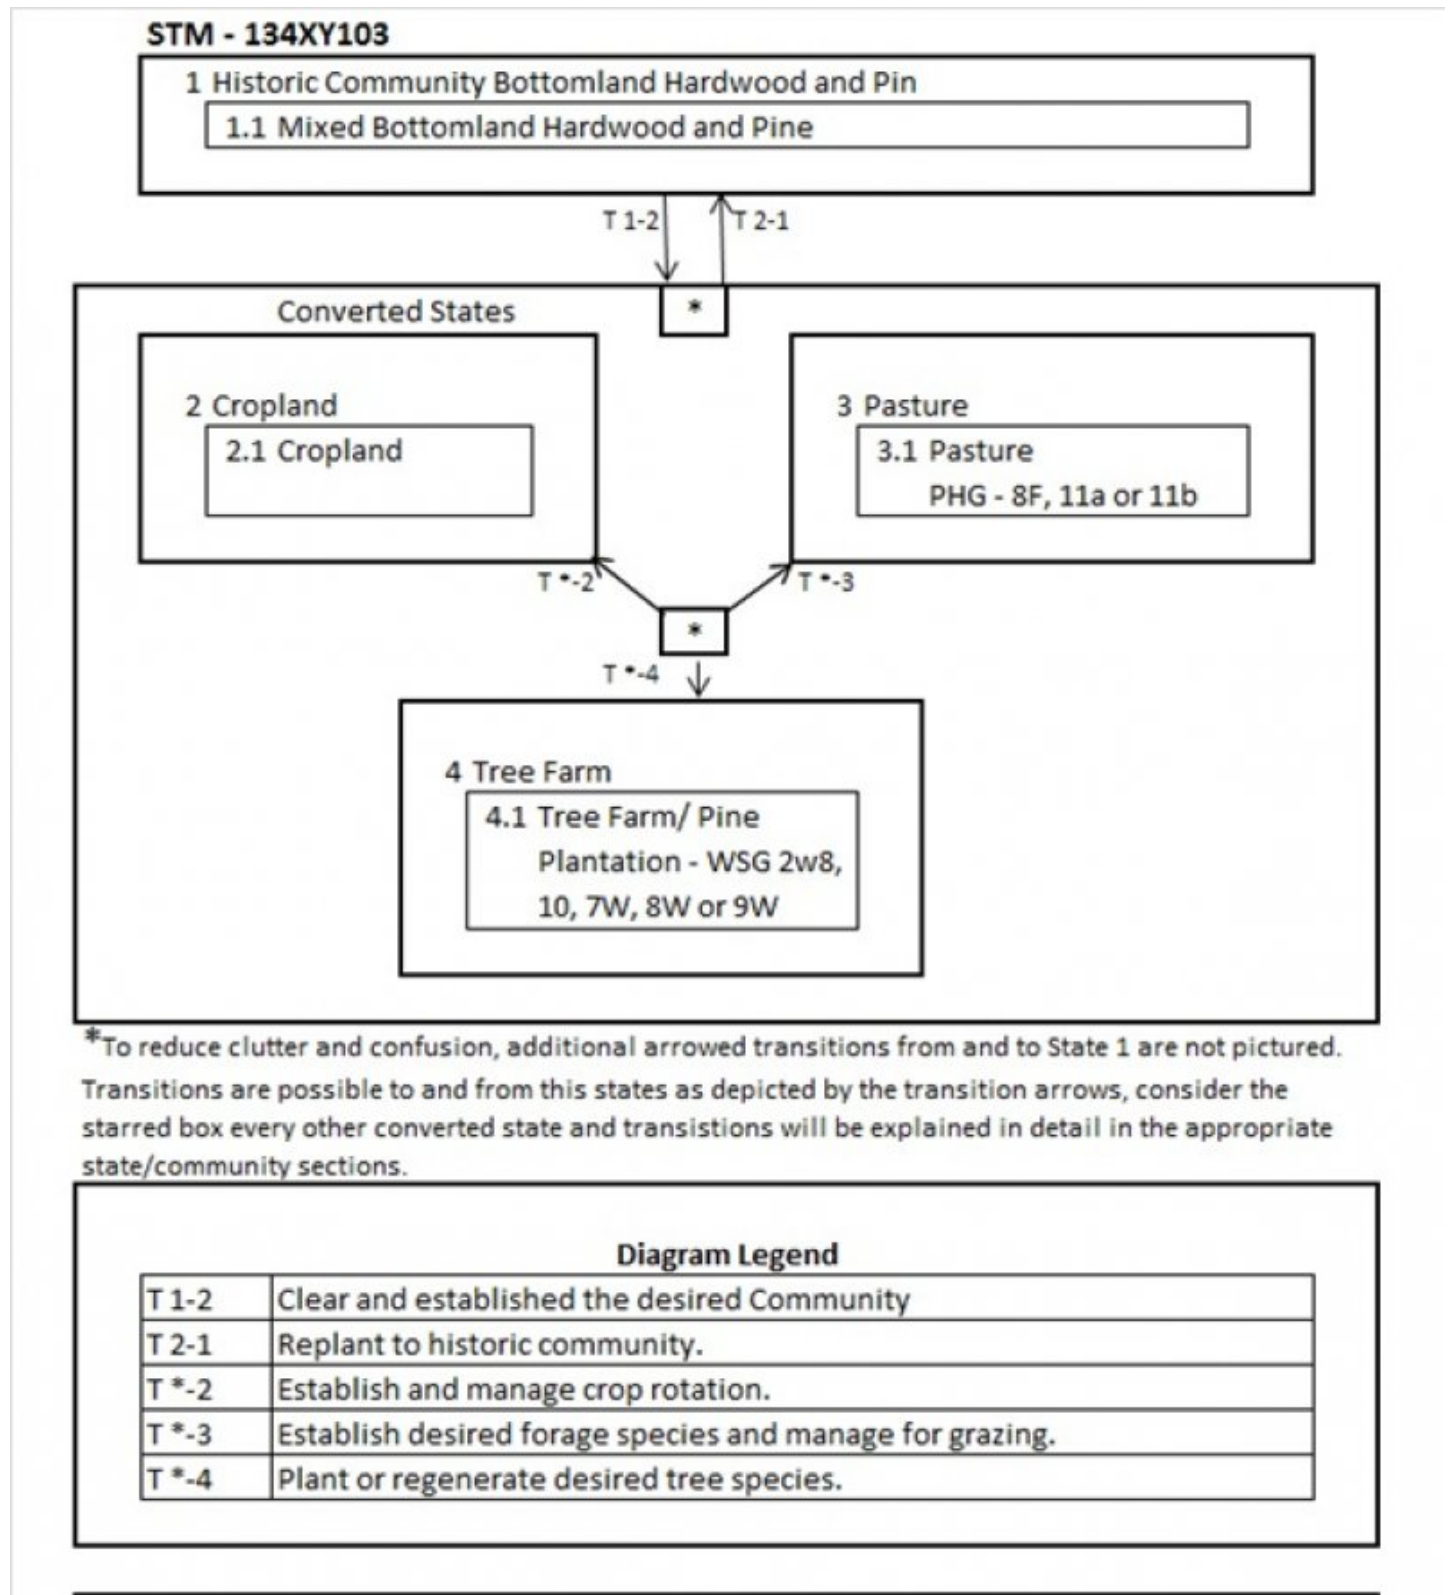 STM - 134XY103
1 Historic Community Bottomland Hardwood and Pin
1.1 Mixed Bottomland Hardwood and Pine
T 1-2
T 2-1
Converted States
*
2 Cropland
2.1 Cropland
3 Pasture
3.1 Pasture
PHG - 8F, 11a or 11b
T *-2
T *-3
*
T *-4
4 Tree Farm
4.1 Tree Farm/ Pine
Plantation - WSG 2w8,
10, 7W, 8W or 9W
*To reduce clutter and confusion, additional arrowed transitions from and to State 1 are not pictured.
Transitions are possible to and from this states as depicted by the transition arrows, consider the
starred box every other converted state and transistions will be explained in detail in the appropriate
state/community sections.
Diagram Legend
T 1-2 Clear and established the desired Community
T 2-1 Replant to historic community.
T *-2 Establish and manage crop rotation.
T *-3 Establish desired forage species and manage for grazing.
T *-4 Plant or regenerate desired tree species.